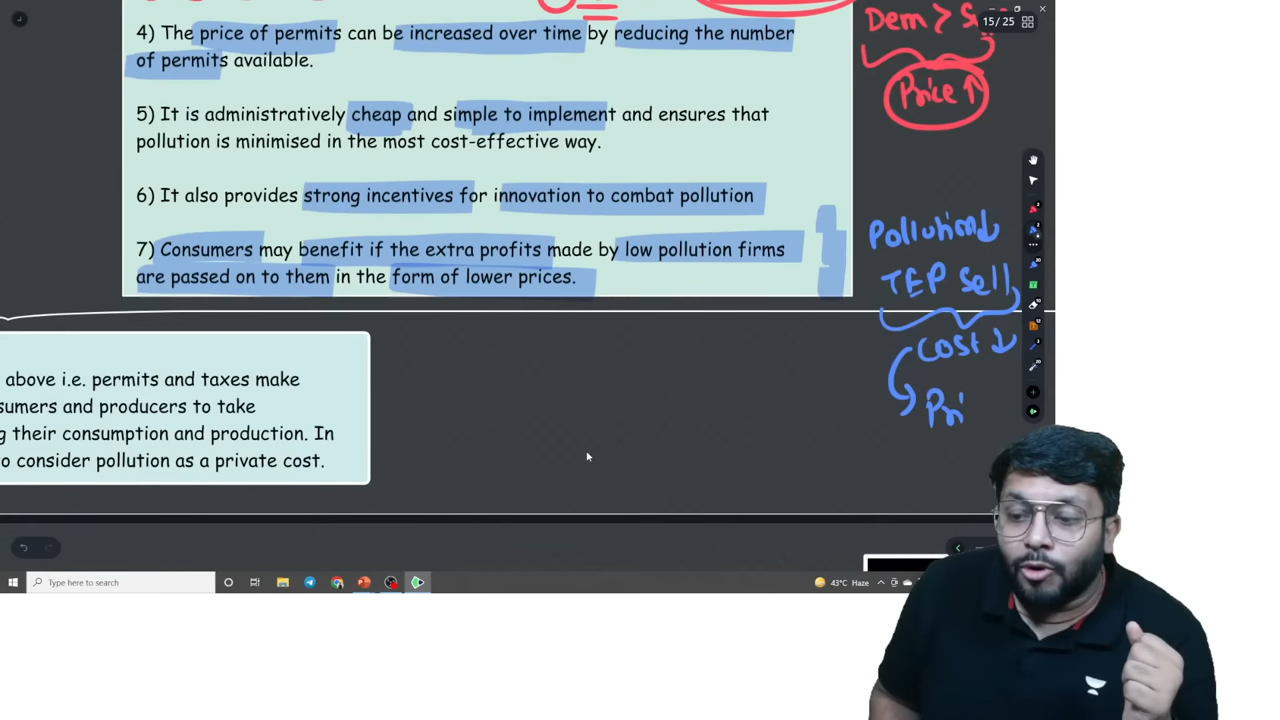 Dem > Su
15/ 25
4) The price of permits can be increased over time by reducing the number
of permits available.
Price ↑
5) It is administratively cheap and simple to implement and ensures that
pollution is minimised in the most cost-effective way.
6) It also provides strong incentives for innovation to combat pollution
7) Consumers may benefit if the extra profits made by low pollution firms
are passed on to them in the form of lower prices.
Pollution↓
TEP Sell
Cost ↓
Pri
above i.e. permits and taxes make
sumers and producers to take
g their consumption and production. In
o consider pollution as a private cost.
Type here to search
43°C Haze